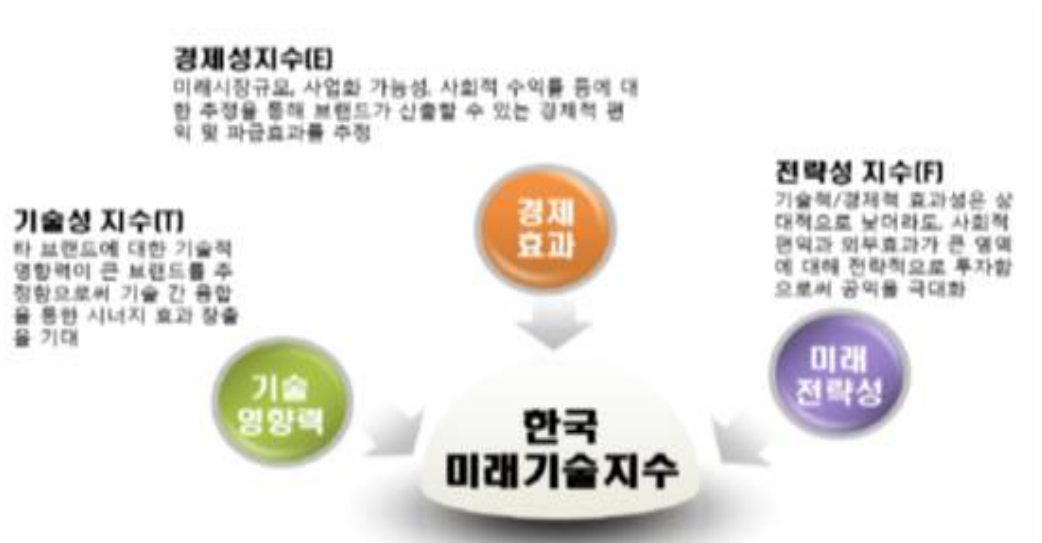 경제성지수(E)
미래시장규모, 사업화 가능성, 사회적 수익률 등에 대
한 추정을 통해 브랜드가 산출할 수 있는 경제적 편
익 및 파급효과를 추정
경제
효과
전략성 지수(F)
기술적/경제적 효과성은 상
대적으로 낮더라도, 사회적
편익과 외부효과가 큰 영역
에 대해 전략적으로 투자함
으로써 공익을 극대화
미래
전략성
기술성 지수(T)
타 브랜드에 대한 기술적
영향력이 큰 브랜드를 추
정함으로써 기술 간 융합
을 통한 시너지 효과 창출
을 기대
기술
영향력
한국
미래기술지수